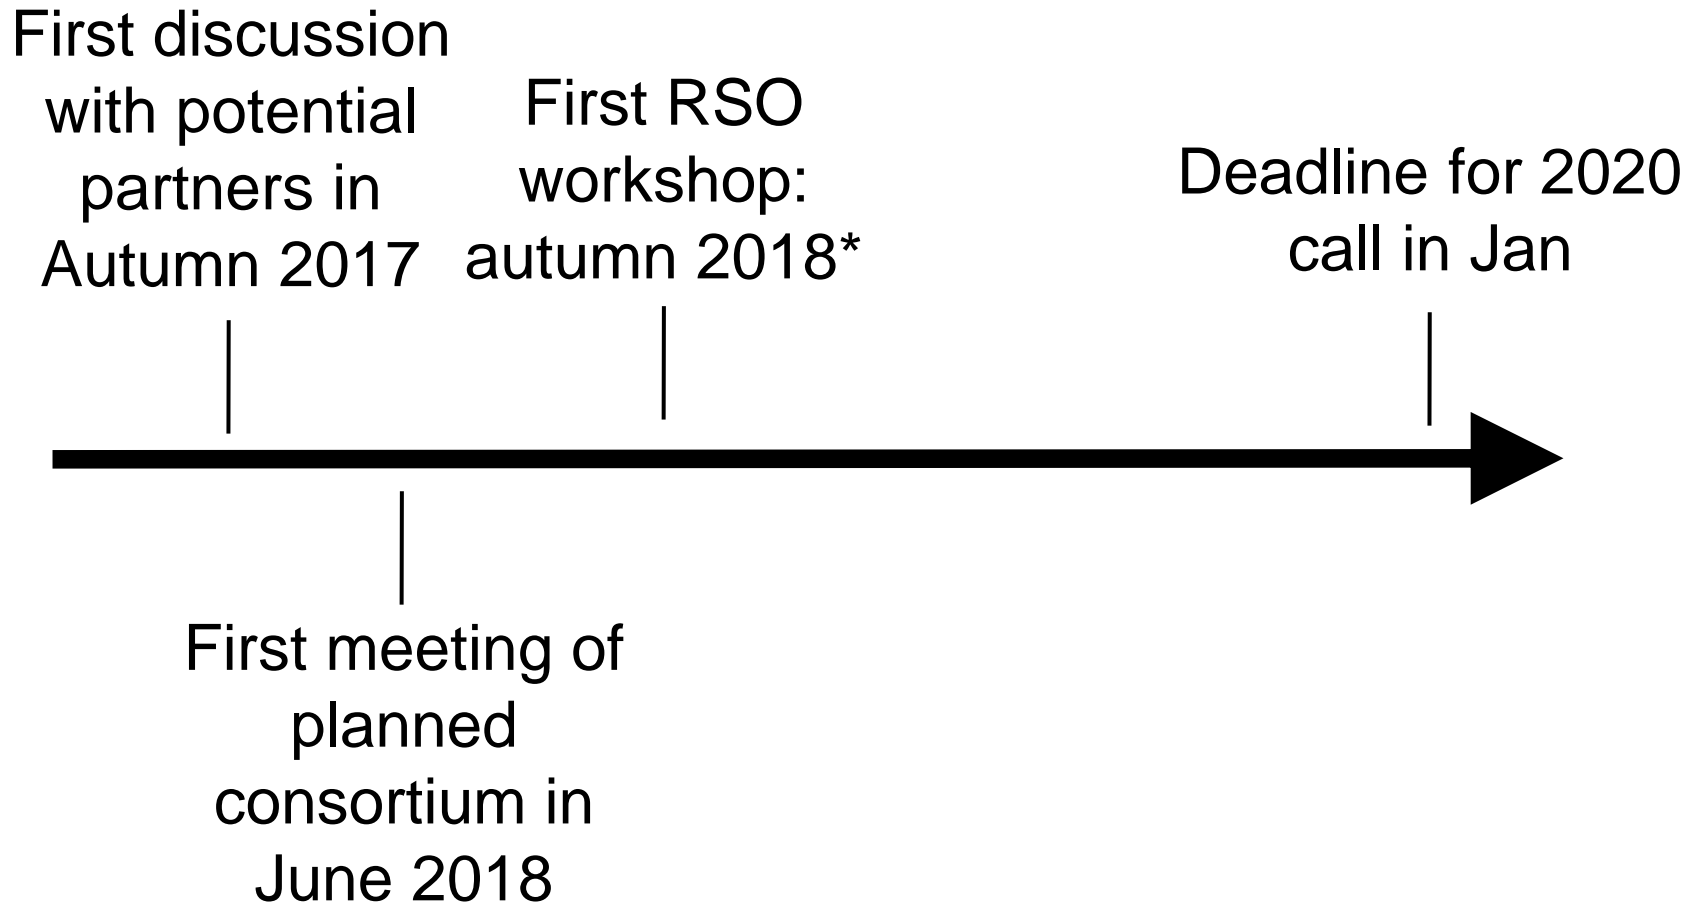 First discussion
with potential
partners in
Autumn 2017
First RSO
workshop:
autumn 2018*
Deadline for 2020
call in Jan
First meeting of
planned
consortium in
June 2018